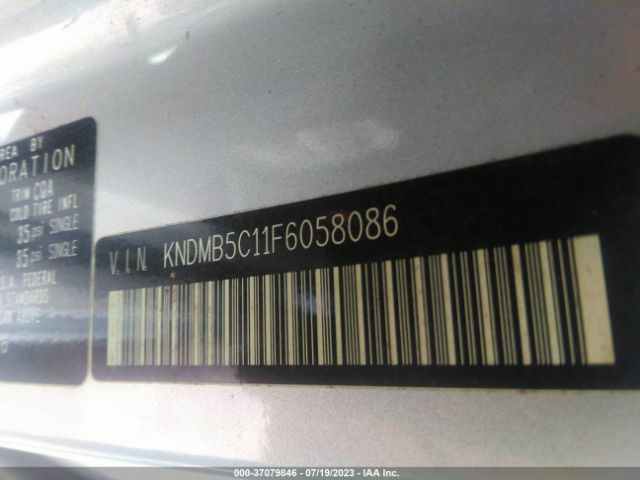 REA BY
ORATION
TRIM CQA
COLD TIRE INFL
35 psi SINGLE
35 psi SINGLE
S.A. FEDERAL
STANDARDS
V.I.N. KNDMB5C11F6058086
000-37079846 / 07/19/2023 - IAA Inc.